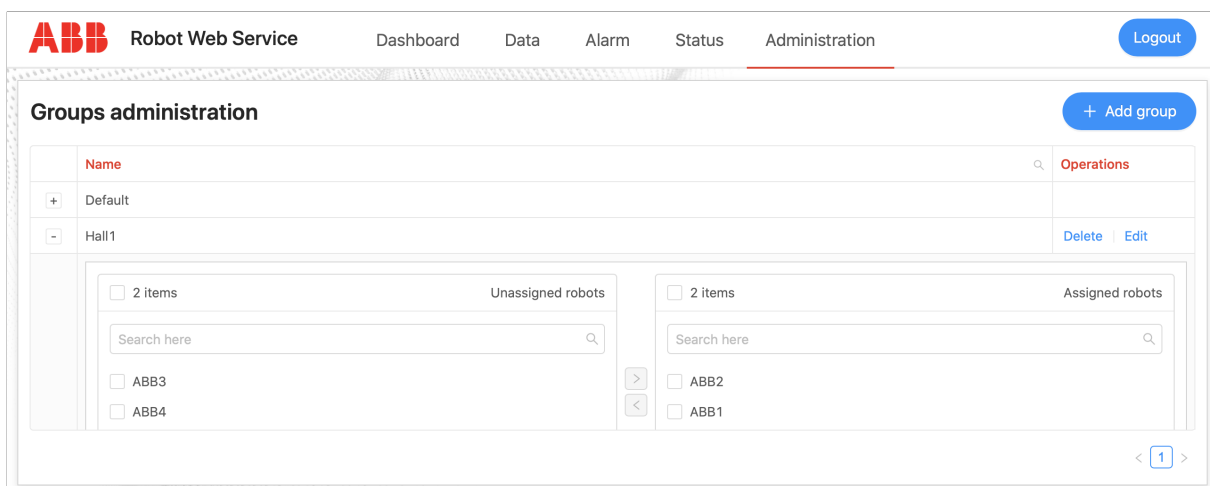 ABB Robot Web Service Dashboard Data Alarm Status Administration Logout
Groups administration + Add group
Name Operations
+ Default
- Hall1 Delete Edit
2 items Unassigned robots 2 items Assigned robots
Search here Search here
ABB3 > ABB2
ABB4 < ABB1
< 1 >